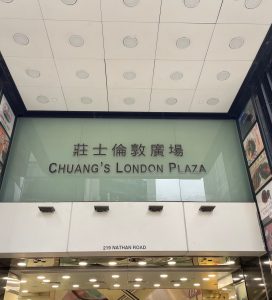 莊士倫敦廣場
CHUANG'S LONDON PLAZA
219 NATHAN ROAD